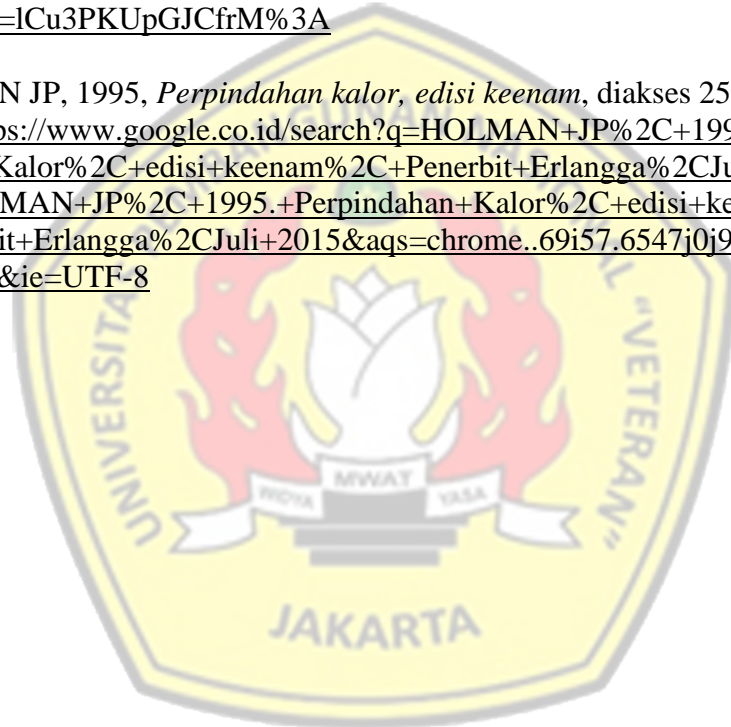 =lCu3PKUpGJCfrM%3A
N JP, 1995, Perpindahan kalor, edisi keenam, diakses 25
ps://www.google.co.id/search?q=HOLMAN+JP%2C+199
Kalor%2C+edisi+keenam%2C+Penerbit+Erlangga%2CJu
MAN+JP%2C+1995.+Perpindahan+Kalor%2C+edisi+ke
it+Erlangga%2CJuli+2015&aqs=chrome..69i57.6547j0j9
&ie=UTF-8
UNIVERSITAS PEMBANGUNAN NASIONAL "VETERAN"
WIDYA MWAT YASA
JAKARTA